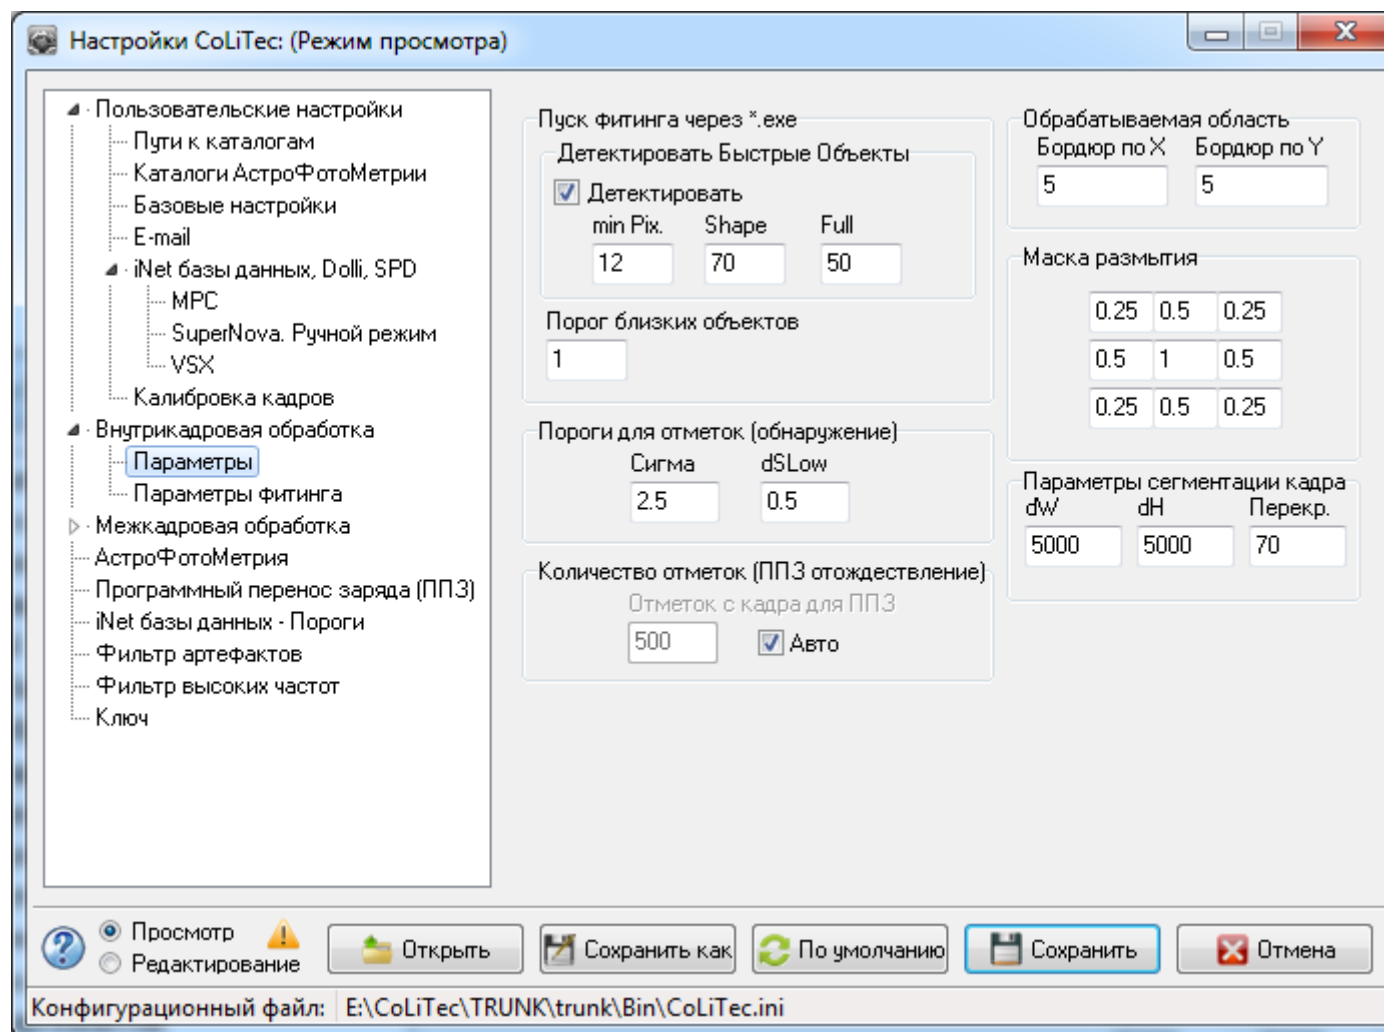 Настройки CoLiTec: (Режим просмотра)
Пользовательские настройки
Пути к каталогам
Каталоги АстроФотоМетрии
Базовые настройки
E-mail
iNet базы данных, Dolli, SPD
MPC
SuperNova. Ручной режим
VSX
Калибровка кадров
Внутрикадровая обработка
Параметры
Параметры фитинга
Межкадровая обработка
АстроФотоМетрия
Программный перенос заряда (ППЗ)
iNet базы данных - Пороги
Фильтр артефактов
Фильтр высоких частот
Ключ
Пуск фитинга через *.exe
Детектировать Быстрые Объекты
Детектировать
min Pix. Shape Full
12 70 50
Порог близких объектов
1
Пороги для отметок (обнаружение)
Сигма dSLow
2.5 0.5
Количество отметок (ППЗ отождествление)
Отметок с кадра для ППЗ
500 Авто
Обрабатываемая область
Бордюр по X Бордюр по Y
5 5
Маска размытия
0.25 0.5 0.25
0.5 1 0.5
0.25 0.5 0.25
Параметры сегментации кадра
dW dH Перекр.
5000 5000 70
Просмотр
Редактирование
Открыть Сохранить как По умолчанию Сохранить Отмена
Конфигурационный файл: E:\CoLiTec\TRUNK\trunk\Bin\CoLiTec.ini